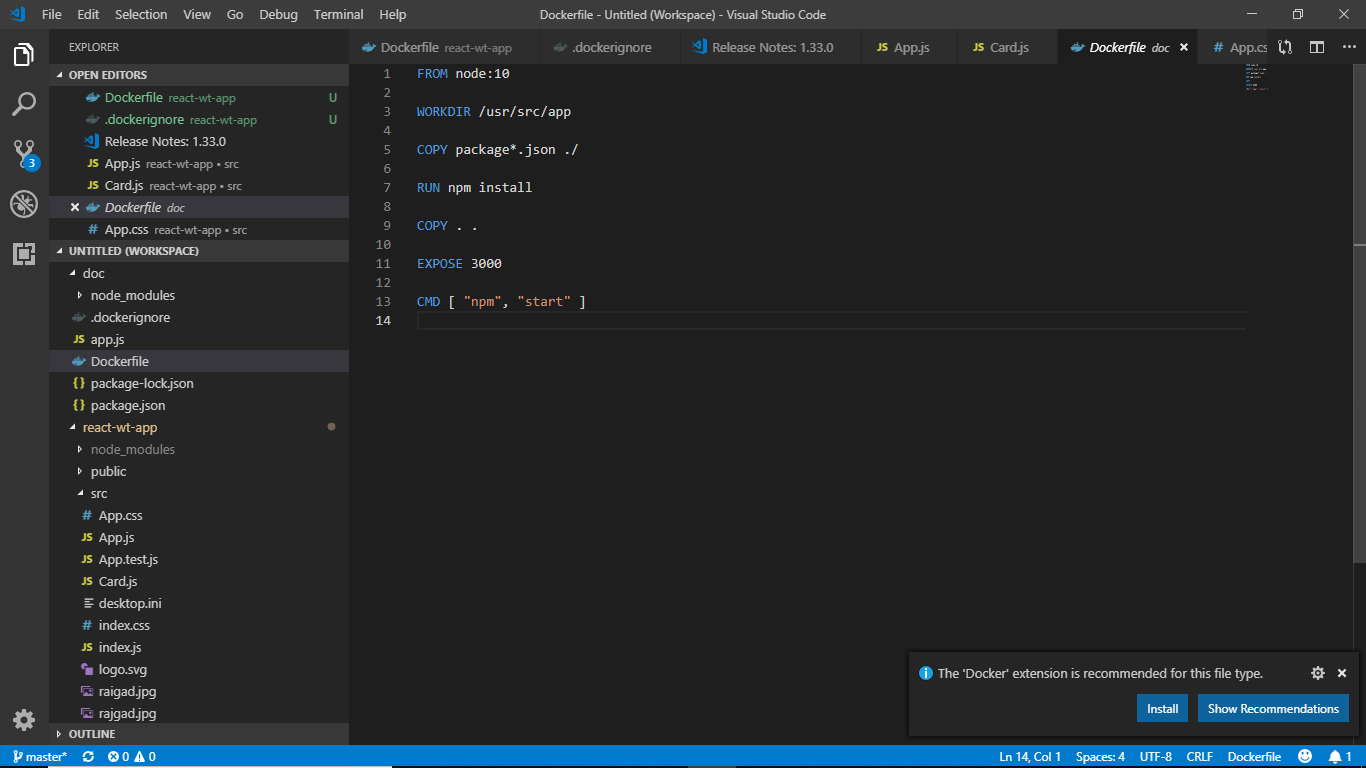 File Edit Selection View Go Debug Terminal Help Dockerfile - Untitled (Workspace) - Visual Studio Code
EXPLORER
OPEN EDITORS
Dockerfile react-wt-app U
.dockerignore react-wt-app U
Release Notes: 1.33.0
JS App.js react-wt-app • src
JS Card.js react-wt-app • src
Dockerfile doc
# App.css react-wt-app • src
UNTITLED (WORKSPACE)
doc
node_modules
.dockerignore
JS app.js
Dockerfile
{} package-lock.json
{} package.json
react-wt-app
node_modules
public
src
# App.css
JS App.js
JS App.test.js
JS Card.js
desktop.ini
# index.css
JS index.js
logo.svg
raigad.jpg
rajgad.jpg
OUTLINE
3
Dockerfile react-wt-app .dockerignore Release Notes: 1.33.0 JS App.js JS Card.js Dockerfile doc # App.cs
1 FROM node:10
2
3 WORKDIR /usr/src/app
4
5 COPY package*.json ./
6
7 RUN npm install
8
9 COPY . .
10
11 EXPOSE 3000
12
13 CMD [ "npm", "start" ]
14
The 'Docker' extension is recommended for this file type.
Install Show Recommendations
master* 0 0 Ln 14, Col 1 Spaces: 4 UTF-8 CRLF Dockerfile 1